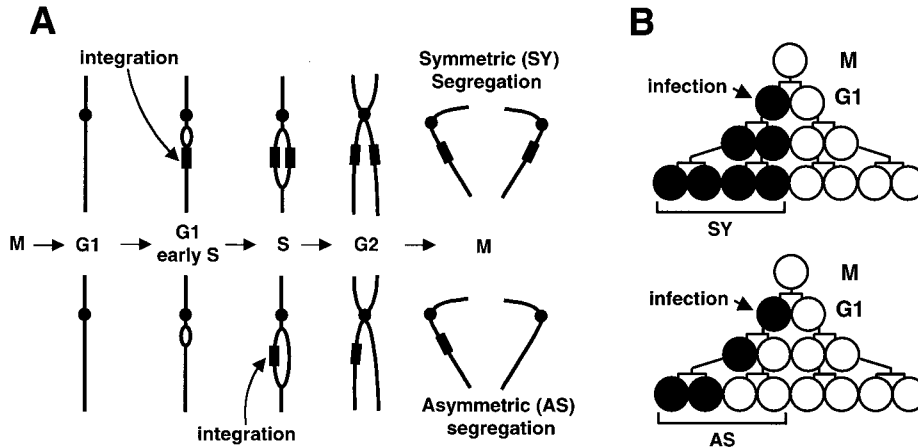 A
integration
Symmetric (SY)
Segregation
M
G1
G1
early S
S
G2
M
integration
Asymmetric (AS)
segregation
B
M
infection
G1
SY
M
infection
G1
AS